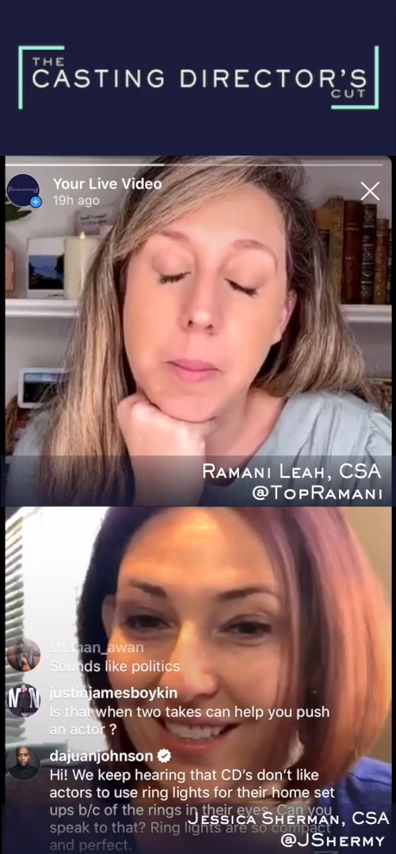 THE
CASTING DIRECTOR'S
CUT
Your Live Video
19h ago
RAMANI LEAH, CSA
@TOPRAMANI
shahan_awan
Sounds like politics
justinjamesboykin
Is that when two takes can help you push
an actor ?
dajuanjohnson
Hi! We keep hearing that CD's don't like
actors to use ring lights for their home set
ups b/c of the rings in their eyes. Can you
speak to that? Ring lights are so compact
and perfect.
JESSICA SHERMAN, CSA
@JSHERMY